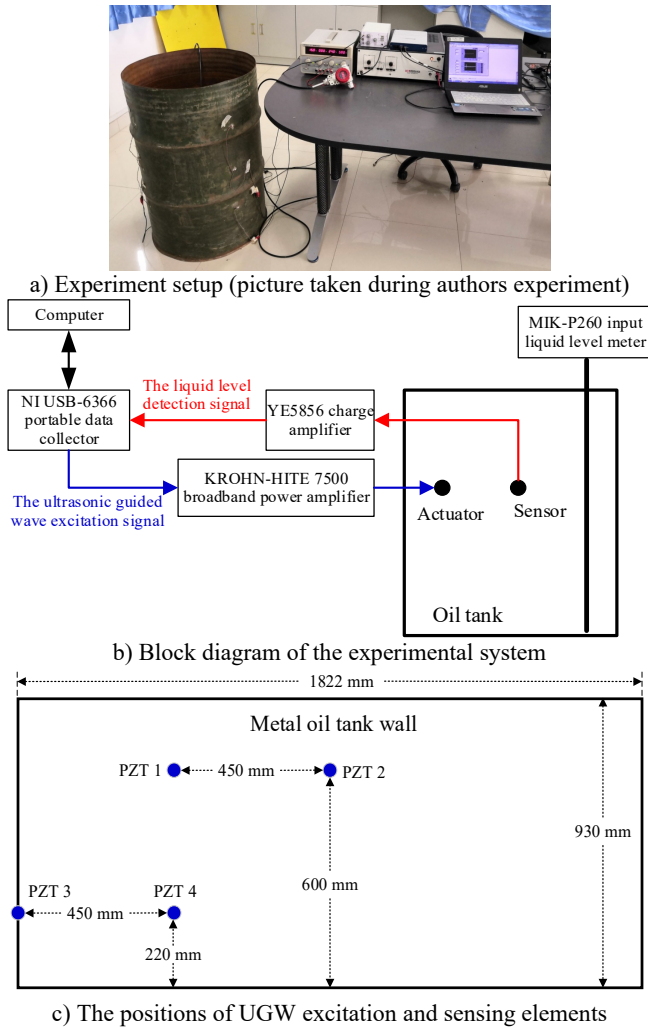 a) Experiment setup (picture taken during authors experiment)
Computer
MIK-P260 input
liquid level meter
NI USB-6366
portable data
collector
The liquid level
detection signal
YE5856 charge
amplifier
The ultrasonic guided
wave excitation signal
KROHN-HITE 7500
broadband power amplifier
Actuator
Sensor
Oil tank
b) Block diagram of the experimental system
1822 mm
Metal oil tank wall
PZT 1
450 mm
PZT 2
930 mm
PZT 3
PZT 4
450 mm
600 mm
220 mm
c) The positions of UGW excitation and sensing elements